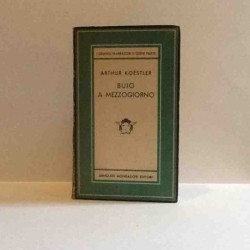 ARTHUR KOESTLER
BUIO
A MEZZOGIORNO
ARNOLDO MONDADORI EDITORE